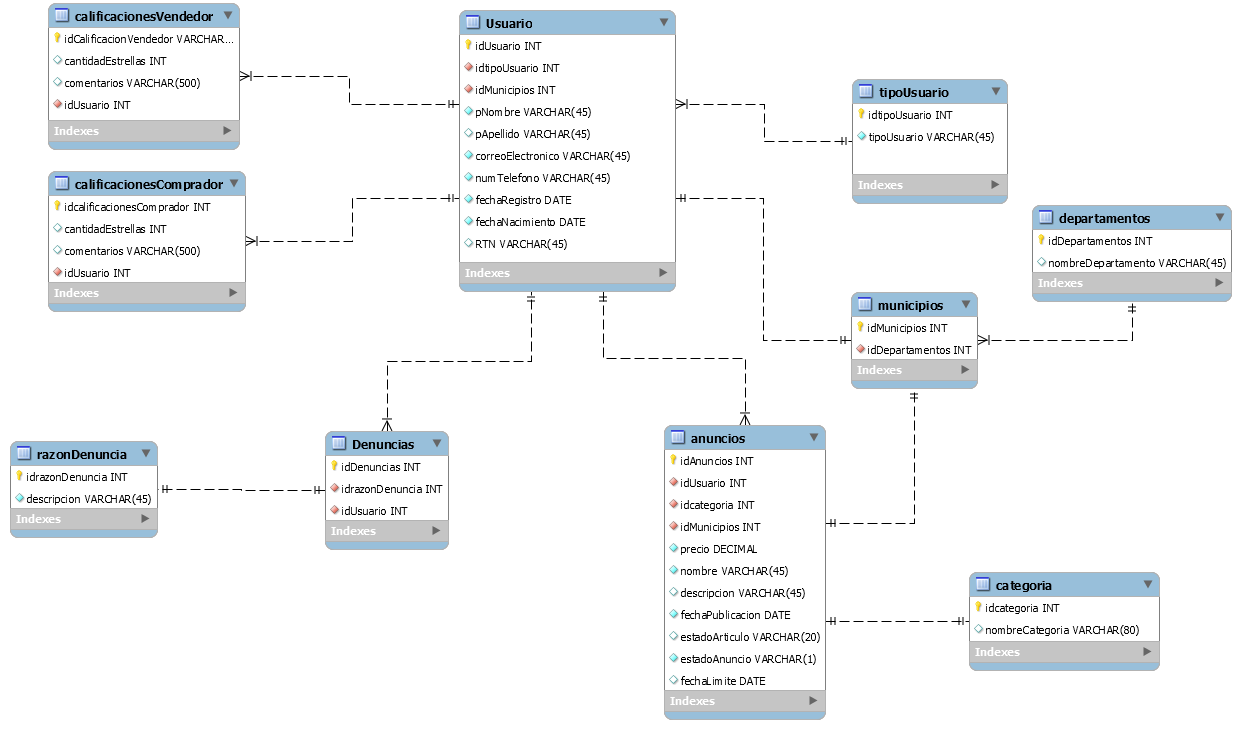 calificacionesVendedor
idCalificacionVendedor VARCHAR...
cantidadEstrellas INT
comentarios VARCHAR(500)
idUsuario INT
Indexes
calificacionesComprador
idcalificacionesComprador INT
cantidadEstrellas INT
comentarios VARCHAR(500)
idUsuario INT
Indexes
Usuario
idUsuario INT
idtipoUsuario INT
idMunicipios INT
pNombre VARCHAR(45)
pApellido VARCHAR(45)
correoElectronico VARCHAR(45)
numTelefono VARCHAR(45)
fechaRegistro DATE
fechaNacimiento DATE
RTN VARCHAR(45)
Indexes
tipoUsuario
idtipoUsuario INT
tipoUsuario VARCHAR(45)
Indexes
departamentos
idDepartamentos INT
nombreDepartamento VARCHAR(45)
Indexes
municipios
idMunicipios INT
idDepartamentos INT
Indexes
razonDenuncia
idrazonDenuncia INT
descripcion VARCHAR(45)
Indexes
Denuncias
idDenuncias INT
idrazonDenuncia INT
idUsuario INT
Indexes
anuncios
idAnuncios INT
idUsuario INT
idcategoria INT
idMunicipios INT
precio DECIMAL
nombre VARCHAR(45)
descripcion VARCHAR(45)
fechaPublicacion DATE
estadoArticulo VARCHAR(20)
estadoAnuncio VARCHAR(1)
fechaLimite DATE
Indexes
categoria
idcategoria INT
nombreCategoria VARCHAR(80)
Indexes